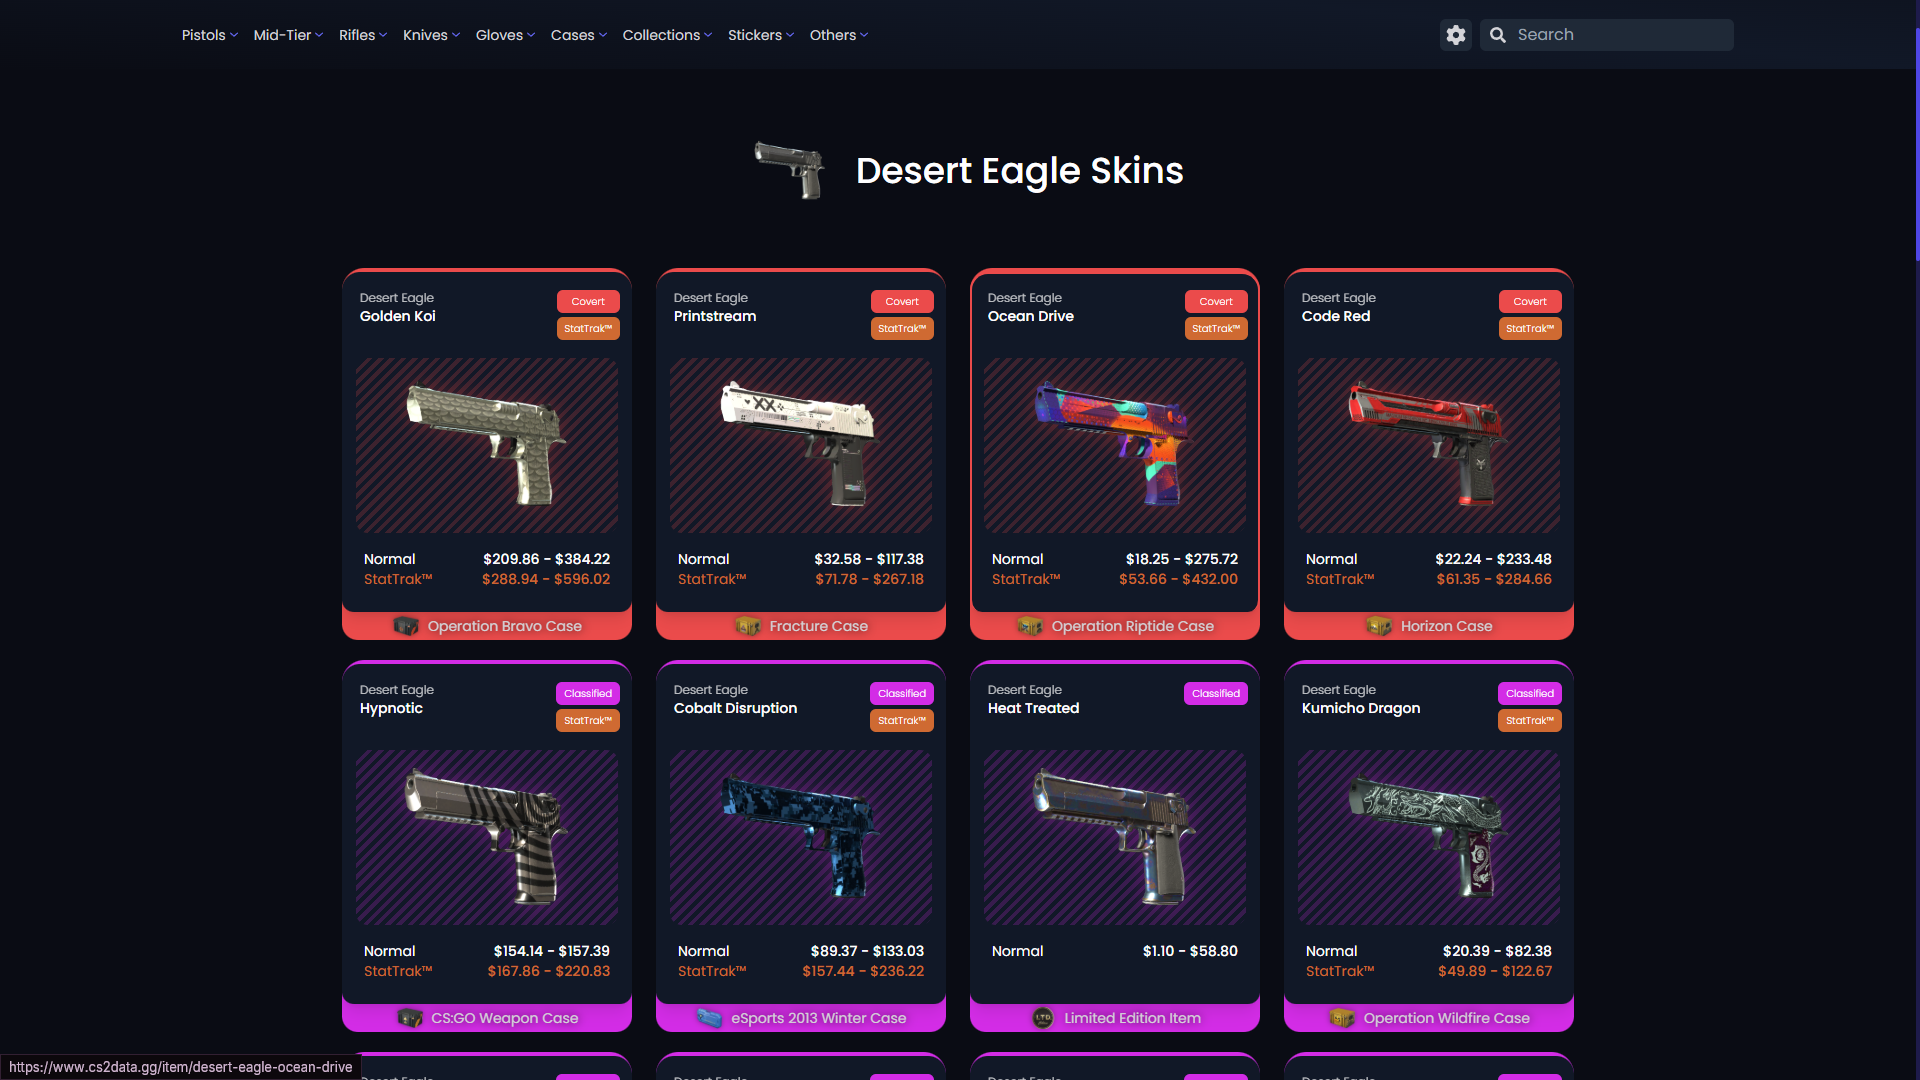 Pistols Mid-Tier Rifles Knives Gloves Cases Collections Stickers Others Search
Desert Eagle Skins
Desert Eagle
Golden Koi
Covert
StatTrak™
Normal $209.86 - $384.22
StatTrak™ $288.94 - $596.02
Operation Bravo Case
Desert Eagle
Printstream
Covert
StatTrak™
Normal $32.58 - $117.38
StatTrak™ $71.78 - $267.18
Fracture Case
Desert Eagle
Ocean Drive
Covert
StatTrak™
Normal $18.25 - $275.72
StatTrak™ $53.66 - $432.00
Operation Riptide Case
Desert Eagle
Code Red
Covert
StatTrak™
Normal $22.24 - $233.48
StatTrak™ $61.35 - $284.66
Horizon Case
Desert Eagle
Hypnotic
Classified
StatTrak™
Normal $154.14 - $157.39
StatTrak™ $167.86 - $220.83
CS:GO Weapon Case
Desert Eagle
Cobalt Disruption
Classified
StatTrak™
Normal $89.37 - $133.03
StatTrak™ $157.44 - $236.22
eSports 2013 Winter Case
Desert Eagle
Heat Treated
Classified
Normal $1.10 - $58.80
Limited Edition Item
Desert Eagle
Kumicho Dragon
Classified
StatTrak™
Normal $20.39 - $82.38
StatTrak™ $49.89 - $122.67
Operation Wildfire Case
https://www.cs2data.gg/item/desert-eagle-ocean-drive